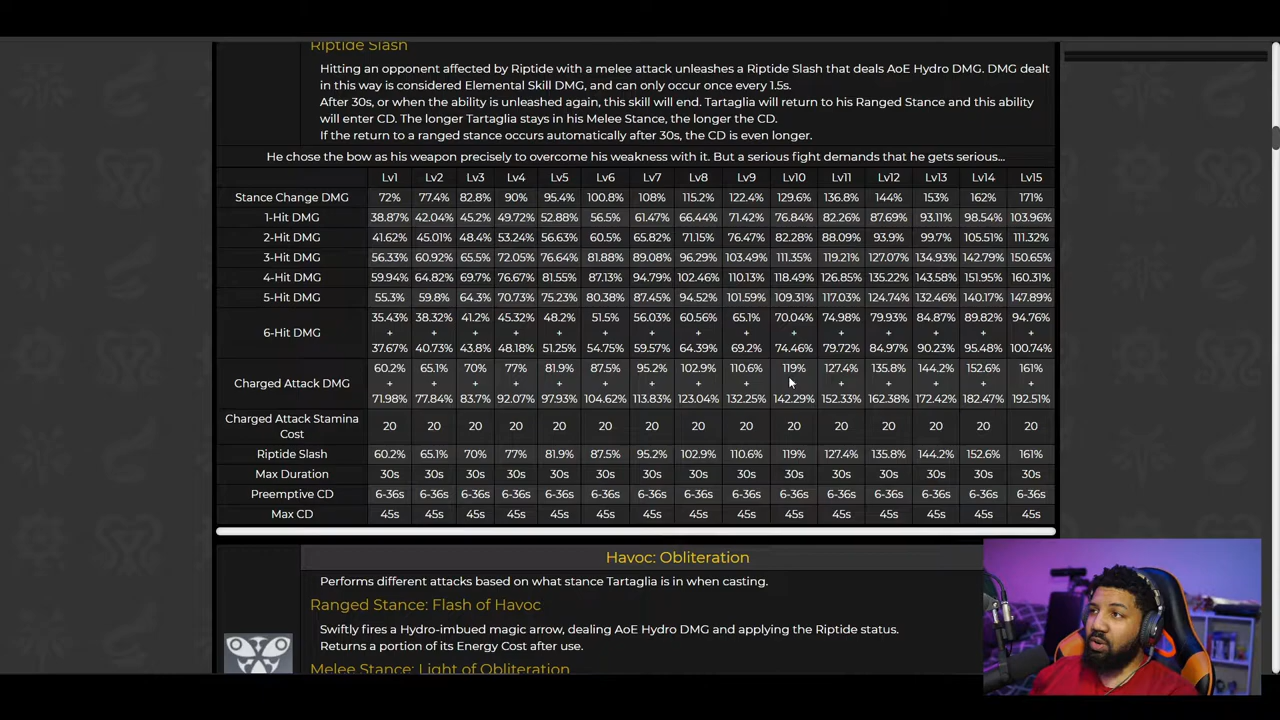 Riptide Slash
Hitting an opponent affected by Riptide with a melee attack unleashes a Riptide Slash that deals AoE Hydro DMG. DMG dealt
in this way is considered Elemental Skill DMG, and can only occur once every 1.5s.
After 30s, or when the ability is unleashed again, this skill will end. Tartaglia will return to his Ranged Stance and this ability
will enter CD. The longer Tartaglia stays in his Melee Stance, the longer the CD.
If the return to a ranged stance occurs automatically after 30s, the CD is even longer.
He chose the bow as his weapon precisely to overcome his weakness with it. But a serious fight demands that he gets serious...
Lv1 Lv2 Lv3 Lv4 Lv5 Lv6 Lv7 Lv8 Lv9 Lv10 Lv11 Lv12 Lv13 Lv14 Lv15
Stance Change DMG 72% 77.4% 82.8% 90% 95.4% 100.8% 108% 115.2% 122.4% 129.6% 136.8% 144% 153% 162% 171%
1-Hit DMG 38.87% 42.04% 45.2% 49.72% 52.88% 56.5% 61.47% 66.44% 71.42% 76.84% 82.26% 87.69% 93.11% 98.54% 103.96%
2-Hit DMG 41.62% 45.01% 48.4% 53.24% 56.63% 60.5% 65.82% 71.15% 76.47% 82.28% 88.09% 93.9% 99.7% 105.51% 111.32%
3-Hit DMG 56.33% 60.92% 65.5% 72.05% 76.64% 81.88% 89.08% 96.29% 103.49% 111.35% 119.21% 127.07% 134.93% 142.79% 150.65%
4-Hit DMG 59.94% 64.82% 69.7% 76.67% 81.55% 87.13% 94.79% 102.46% 110.13% 118.49% 126.85% 135.22% 143.58% 151.95% 160.31%
5-Hit DMG 55.3% 59.8% 64.3% 70.73% 75.23% 80.38% 87.45% 94.52% 101.59% 109.31% 117.03% 124.74% 132.46% 140.17% 147.89%
35.43% 38.32% 41.2% 45.32% 48.2% 51.5% 56.03% 60.56% 65.1% 70.04% 74.98% 79.93% 84.87% 89.82% 94.76%
6-Hit DMG + + + + + + + + + + + + + + +
37.67% 40.73% 43.8% 48.18% 51.25% 54.75% 59.57% 64.39% 69.2% 74.46% 79.72% 84.97% 90.23% 95.48% 100.74%
60.2% 65.1% 70% 77% 81.9% 87.5% 95.2% 102.9% 110.6% 119% 127.4% 135.8% 144.2% 152.6% 161%
Charged Attack DMG + + + + + + + + + + + + + + +
71.98% 77.84% 83.7% 92.07% 97.93% 104.62% 113.83% 123.04% 132.25% 142.29% 152.33% 162.38% 172.42% 182.47% 192.51%
Charged Attack Stamina
Cost 20 20 20 20 20 20 20 20 20 20 20 20 20 20 20
Riptide Slash 60.2% 65.1% 70% 77% 81.9% 87.5% 95.2% 102.9% 110.6% 119% 127.4% 135.8% 144.2% 152.6% 161%
Max Duration 30s 30s 30s 30s 30s 30s 30s 30s 30s 30s 30s 30s 30s 30s 30s
Preemptive CD 6-36s 6-36s 6-36s 6-36s 6-36s 6-36s 6-36s 6-36s 6-36s 6-36s 6-36s 6-36s 6-36s 6-36s 6-36s
Max CD 45s 45s 45s 45s 45s 45s 45s 45s 45s 45s 45s 45s 45s 45s 45s
Havoc: Obliteration
Performs different attacks based on what stance Tartaglia is in when casting.
Ranged Stance: Flash of Havoc
Swiftly fires a Hydro-imbued magic arrow, dealing AoE Hydro DMG and applying the Riptide status.
Returns a portion of its Energy Cost after use.
Melee Stance: Light of Obliteration